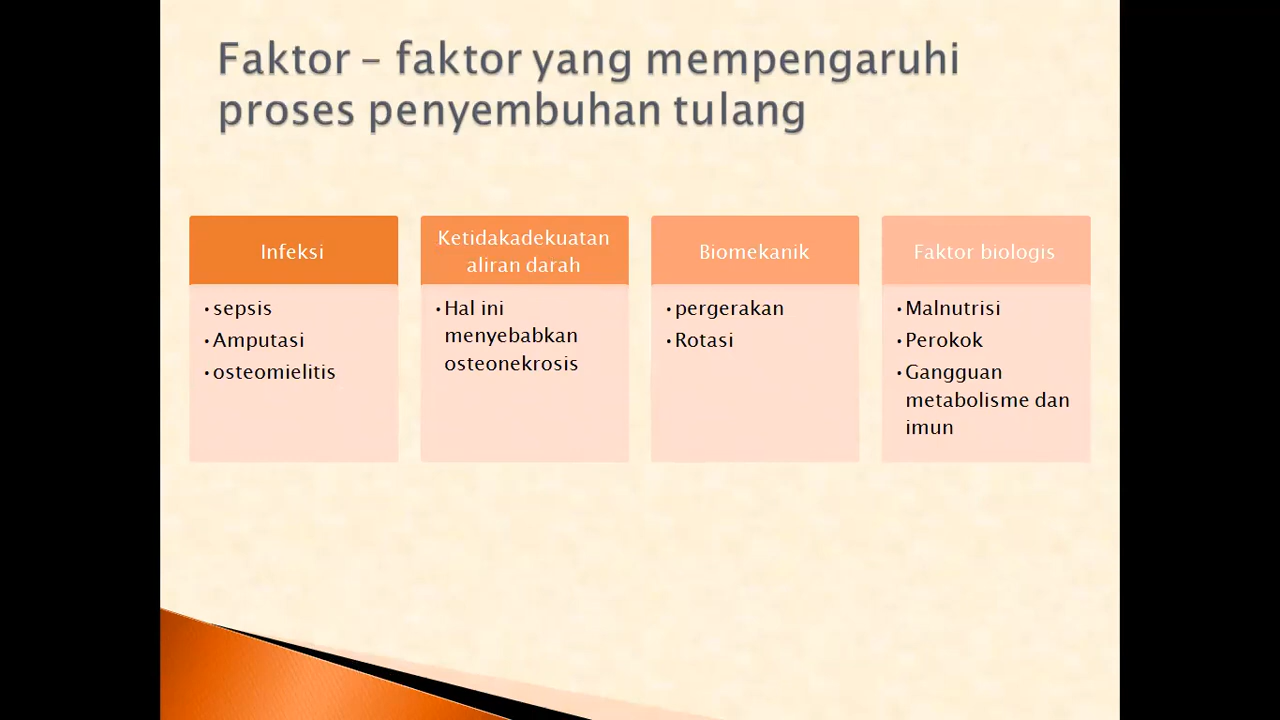 Faktor – faktor yang mempengaruhi
proses penyembuhan tulang
Infeksi
•sepsis
•Amputasi
•osteomielitis
Ketidakadekuatan
aliran darah
•Hal ini
menyebabkan
osteonekrosis
Biomekanik
•pergerakan
•Rotasi
Faktor biologis
•Malnutrisi
•Perokok
•Gangguan
metabolisme dan
imun